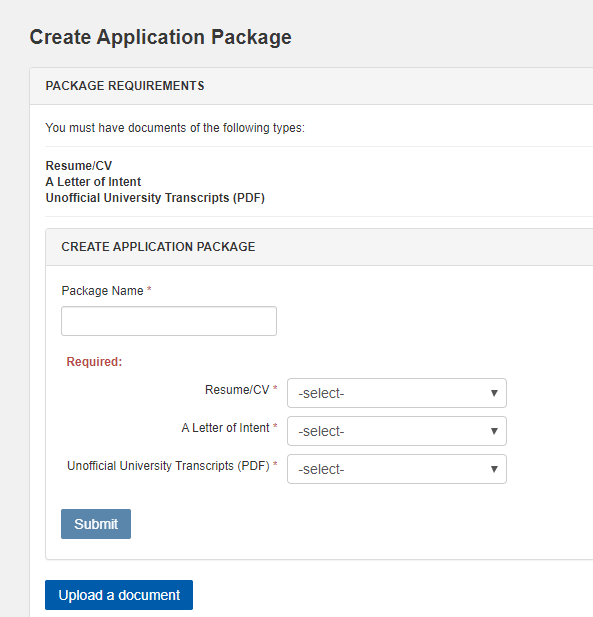 Create Application Package
PACKAGE REQUIREMENTS
You must have documents of the following types:
Resume/CV
A Letter of Intent
Unofficial University Transcripts (PDF)
CREATE APPLICATION PACKAGE
Package Name *
Required:
Resume/CV * -select-
A Letter of Intent * -select-
Unofficial University Transcripts (PDF) * -select-
Submit
Upload a document